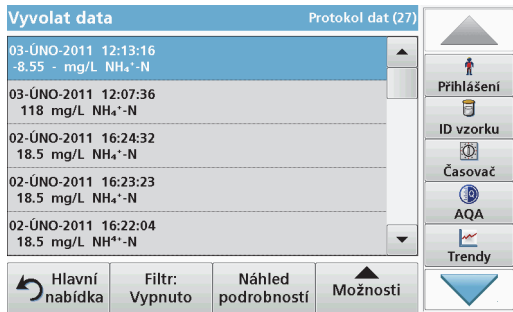 Vyvolat data
Protokol dat (27)
03-ÚNO-2011 12:13:16
-8.55 - mg/L NH₄⁺-N
03-ÚNO-2011 12:07:36
118 mg/L NH₄⁺-N
02-ÚNO-2011 16:24:32
18.5 mg/L NH₄⁺-N
02-ÚNO-2011 16:23:23
18.5 mg/L NH₄⁺-N
02-ÚNO-2011 16:22:04
18.5 mg/L NH⁴⁺-N
Hlavní
nabídka
Filtr:
Vypnuto
Náhled
podrobností
Možnosti
Přihlášení
ID vzorku
Časovač
AQA
Trendy